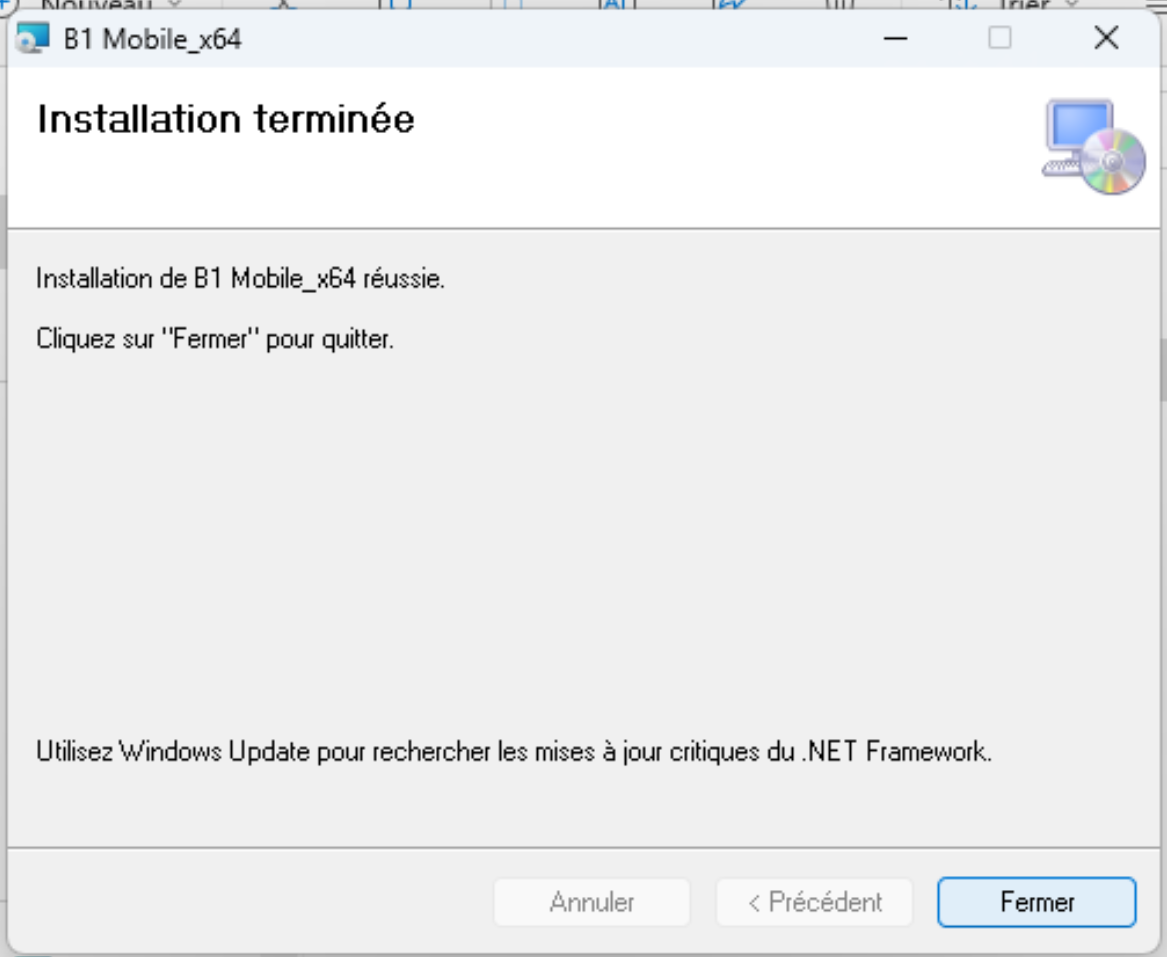 Nouveau
Trier
B1 Mobile_x64
Installation terminée
Installation de B1 Mobile_x64 réussie.
Cliquez sur "Fermer" pour quitter.
Utilisez Windows Update pour rechercher les mises à jour critiques du .NET Framework.
Annuler
< Précédent
Fermer